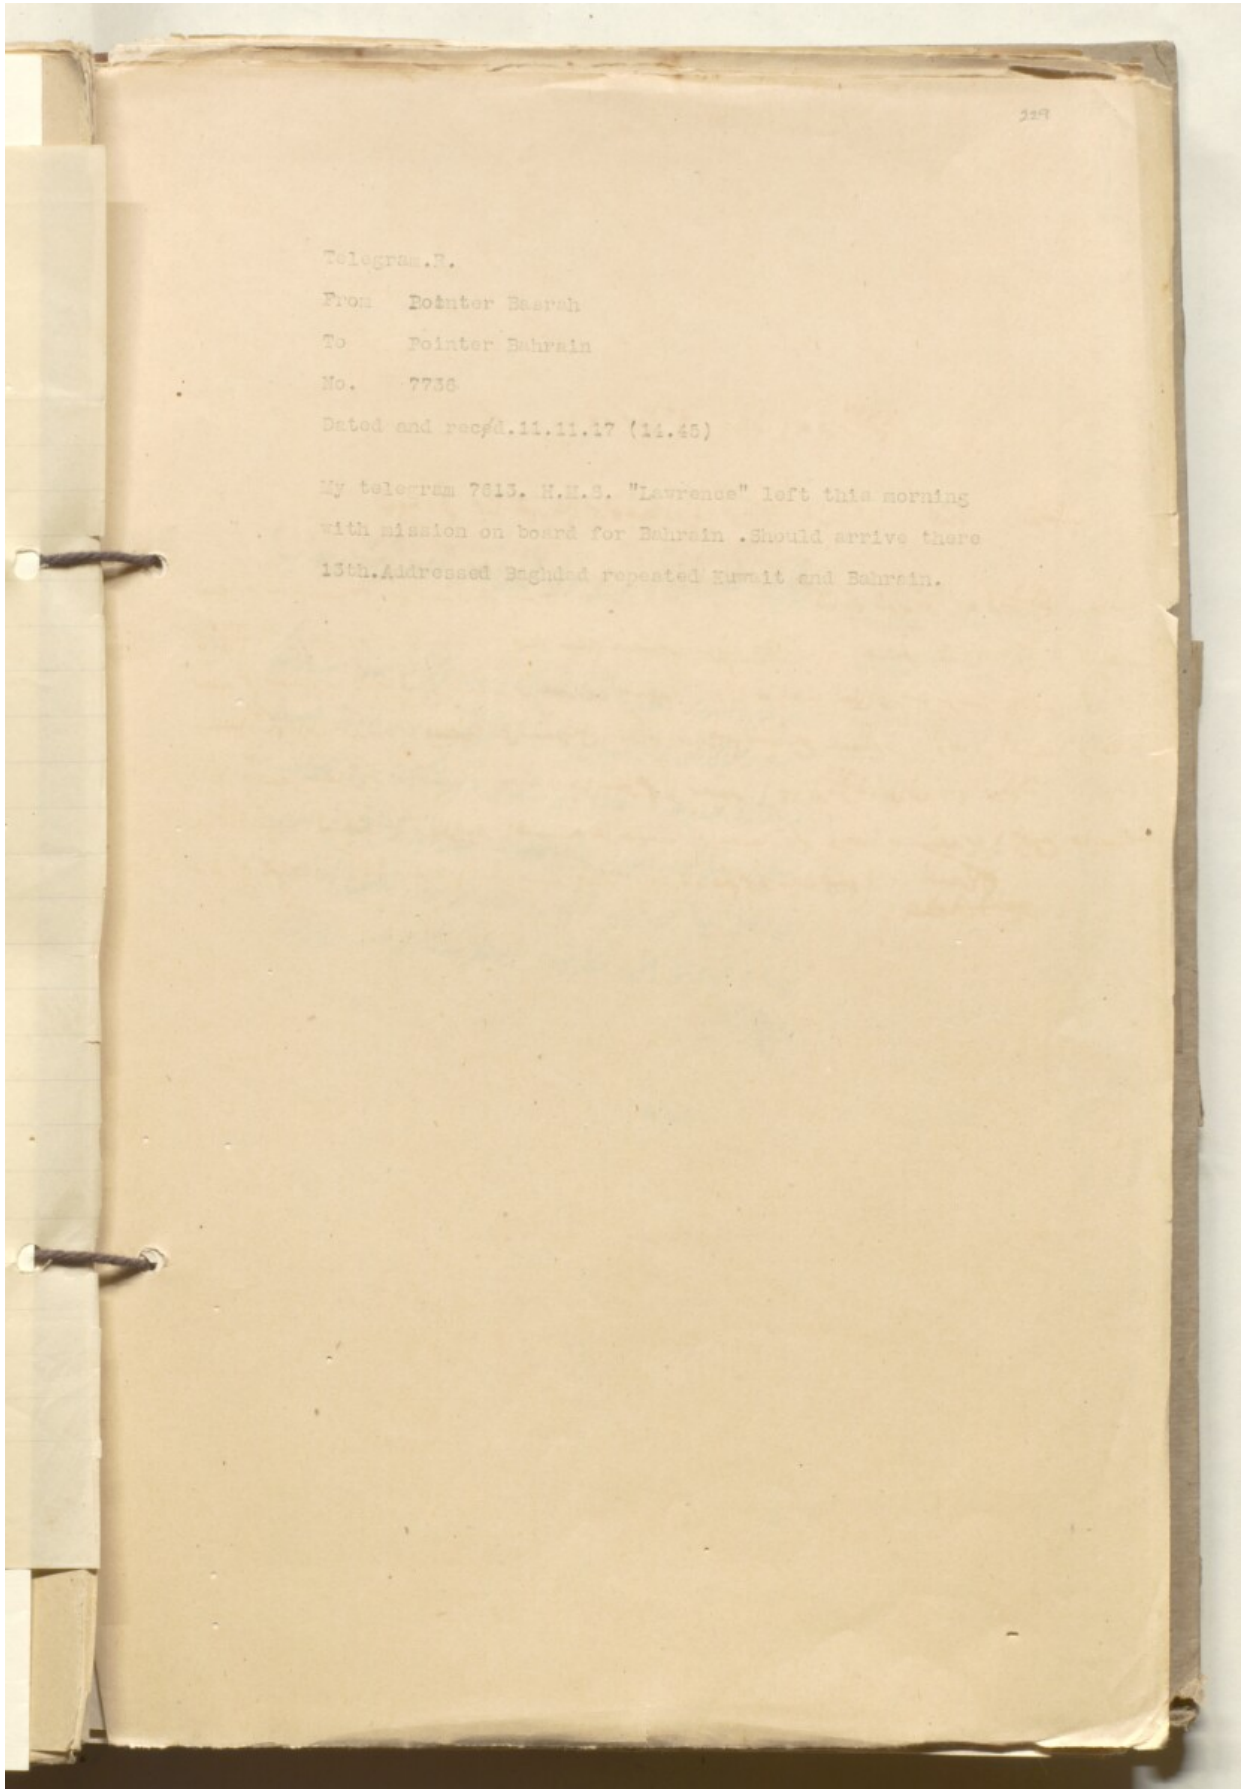 229
Telegram.R.
From Pointer Basrah
To Pointer Bahrain
No. 7736
Dated and rec/d.11.11.17 (14.45)
My telegram 7613. H.M.S. "Lawrence" left this morning
with mission on board for Bahrain .Should arrive there
13th.Addressed Baghdad repeated Kuwait and Bahrain.